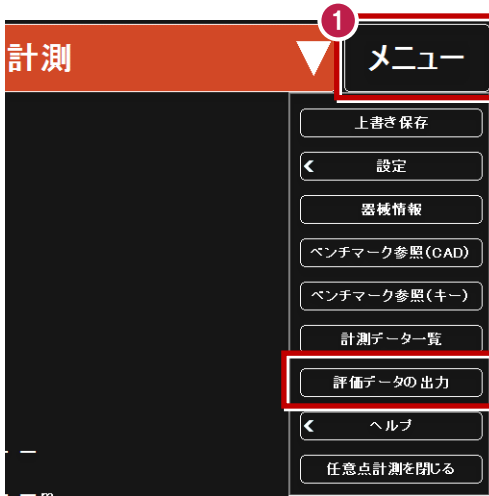 1
計測
メニュー
上書き保存
設定
器械情報
ベンチマーク参照(CAD)
ベンチマーク参照(キー)
計測データ一覧
評価データの出力
ヘルプ
任意点計測を閉じる